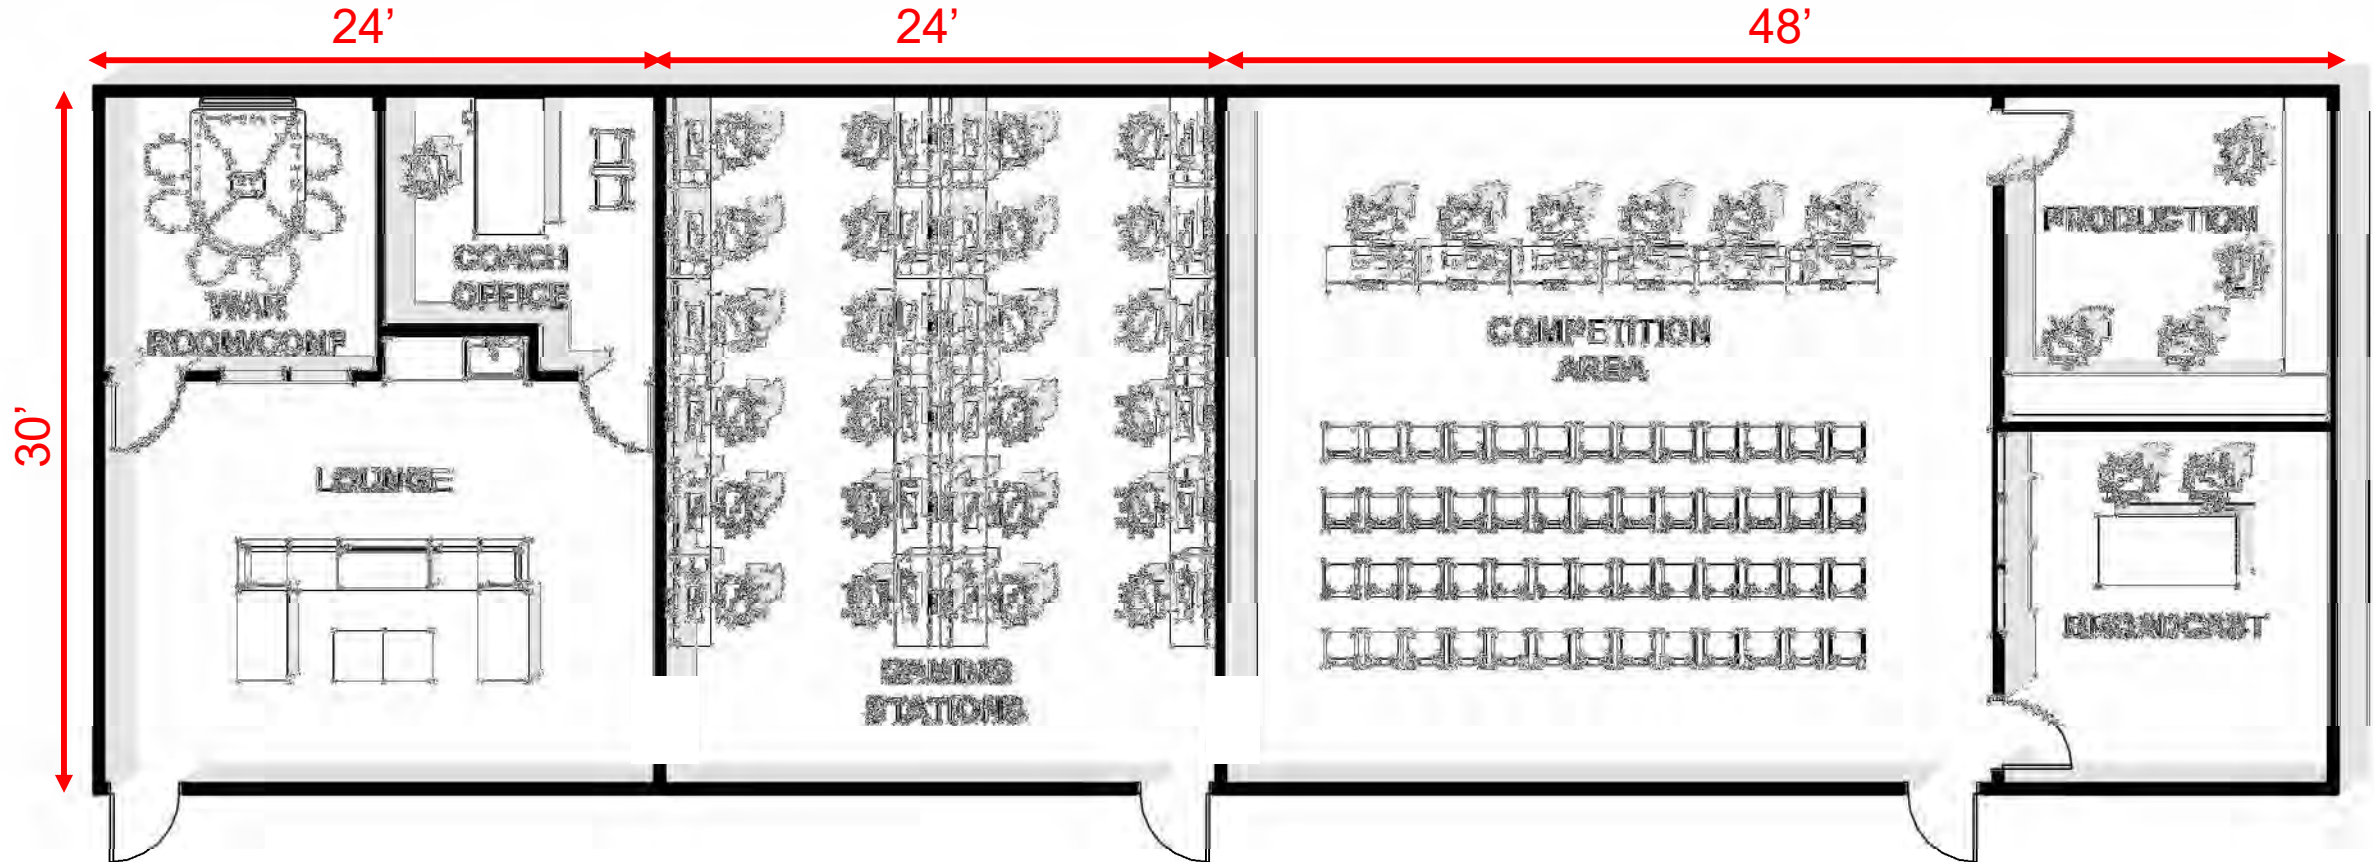 24’
24’
48’
30’
WAR
ROOM/CONF
COACH
OFFICE
LOUNGE
GAMING
STATIONS
COMPETITION
AREA
PRODUCTION
BROADCAST